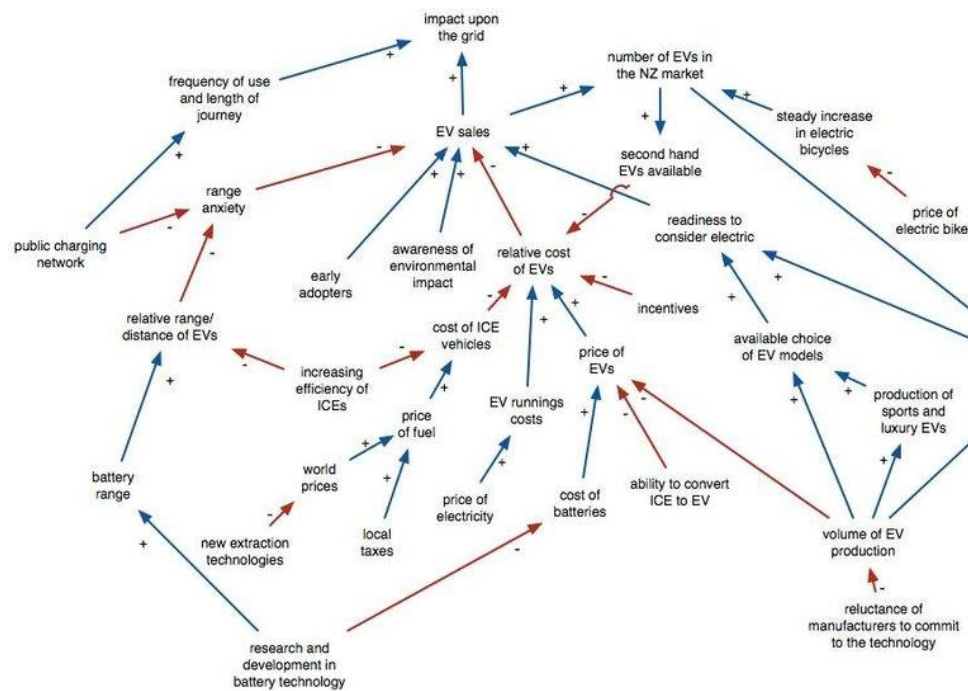 impact upon
the grid
number of EVs in
the NZ market
frequency of use
and length of
journey
steady increase
in electric
bicycles
EV sales
second hand
EVs available
range
anxiety
price of
electric bike
readiness to
consider electric
public charging
network
awareness of
environmental
impact
relative cost
of EVs
early
adopters
incentives
relative range/
distance of EVs
cost of ICE
vehicles
available choice
of EV models
price of
EVs
increasing
efficiency of
ICEs
production of
sports and
luxury EVs
EV runnings
costs
price
of fuel
battery
range
world
prices
ability to convert
ICE to EV
cost of
batteries
price of
electricity
local
taxes
new extraction
technologies
volume of EV
production
reluctance of
manufacturers to commit
to the technology
research and
development in
battery technology